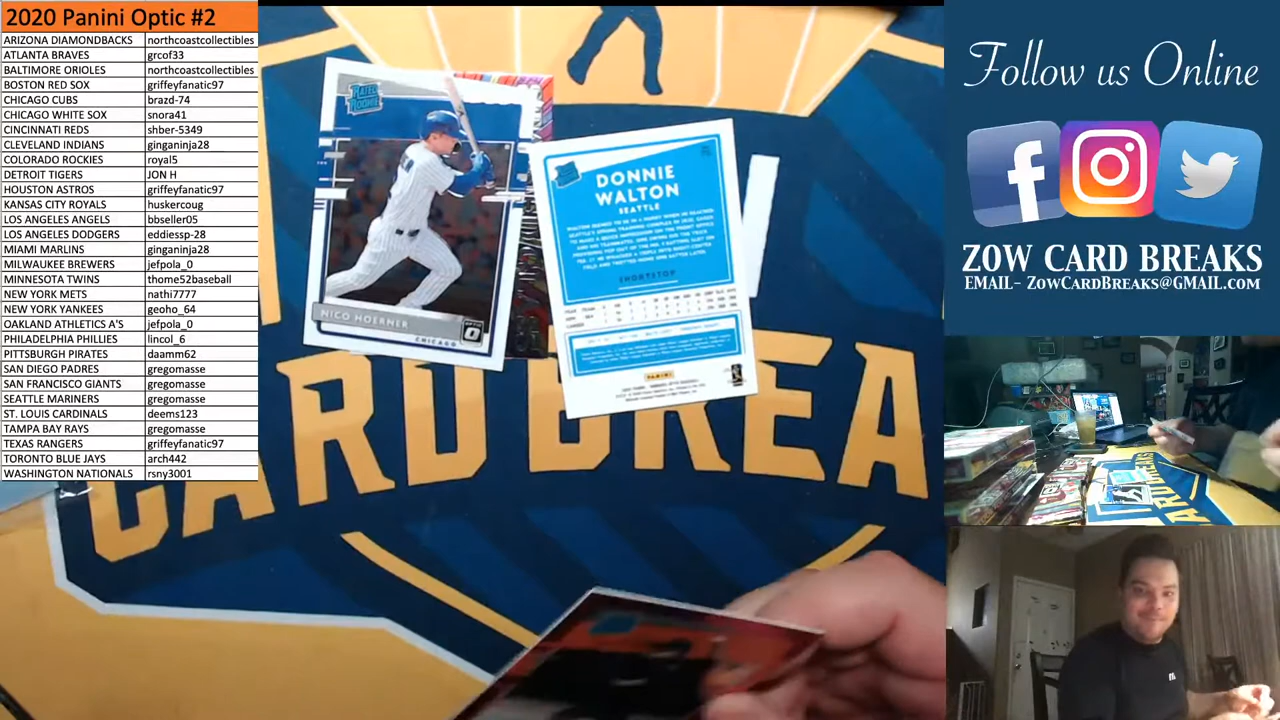 2020 Panini Optic #2
ARIZONA DIAMONDBACKS northcoastcollectibles
ATLANTA BRAVES grcof33
BALTIMORE ORIOLES northcoastcollectibles
BOSTON RED SOX griffeyfanatic97
CHICAGO CUBS brazd-74
CHICAGO WHITE SOX snora41
CINCINNATI REDS shber-5349
CLEVELAND INDIANS ginganinja28
COLORADO ROCKIES royal5
DETROIT TIGERS JON H
HOUSTON ASTROS griffeyfanatic97
KANSAS CITY ROYALS huskercoug
LOS ANGELES ANGELS bbseller05
LOS ANGELES DODGERS eddiessp-28
MIAMI MARLINS ginganinja28
MILWAUKEE BREWERS jefpola_0
MINNESOTA TWINS thome52baseball
NEW YORK METS nathi7777
NEW YORK YANKEES geoho_64
OAKLAND ATHLETICS A'S jefpola_0
PHILADELPHIA PHILLIES lincol_6
PITTSBURGH PIRATES daamm62
SAN DIEGO PADRES gregomasse
SAN FRANCISCO GIANTS gregomasse
SEATTLE MARINERS gregomasse
ST. LOUIS CARDINALS deems123
TAMPA BAY RAYS gregomasse
TEXAS RANGERS griffeyfanatic97
TORONTO BLUE JAYS arch442
WASHINGTON NATIONALS rsny3001
RATED
ROOKIE
NICO HOERNER
OPTIC
CHICAGO
DONNIE
WALTON
SEATTLE
SHORTSTOP
PANINI
CARD BREA
Follow us Online
ZOW CARD BREAKS
EMAIL- ZowCardBreaks@GMAIL.com